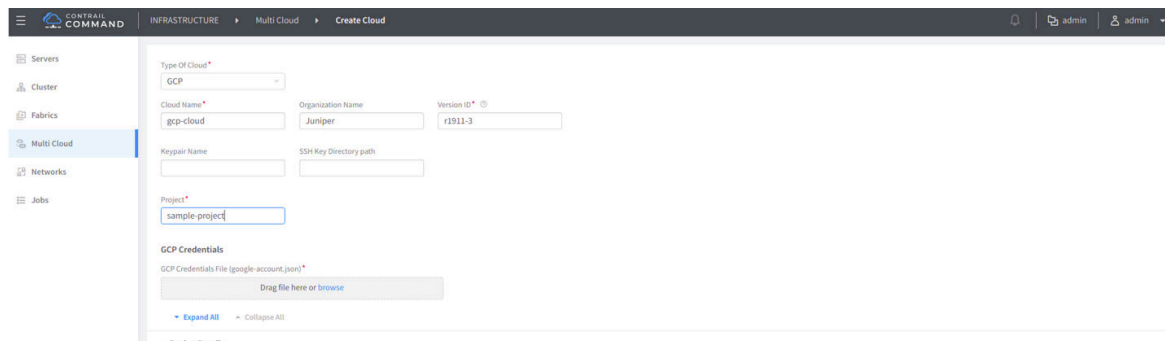 CONTRAIL
COMMAND
INFRASTRUCTURE ▸ Multi Cloud ▸ Create Cloud
admin
admin
Servers
Cluster
Fabrics
Multi Cloud
Networks
Jobs
Type Of Cloud*
GCP
Cloud Name* Organization Name Version ID*
gcp-cloud Juniper r1911-3
Keypair Name SSH Key Directory path
Project*
sample-project
GCP Credentials
GCP Credentials File (google-account.json)*
Drag file here or browse
Expand All Collapse All